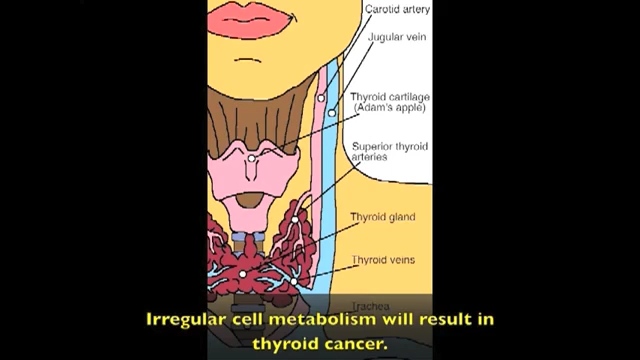 Carotid artery
Jugular vein
Thyroid cartilage
(Adam's apple)
Superior thyroid
arteries
Thyroid gland
Thyroid veins
Trachea
Irregular cell metabolism will result in
thyroid cancer.